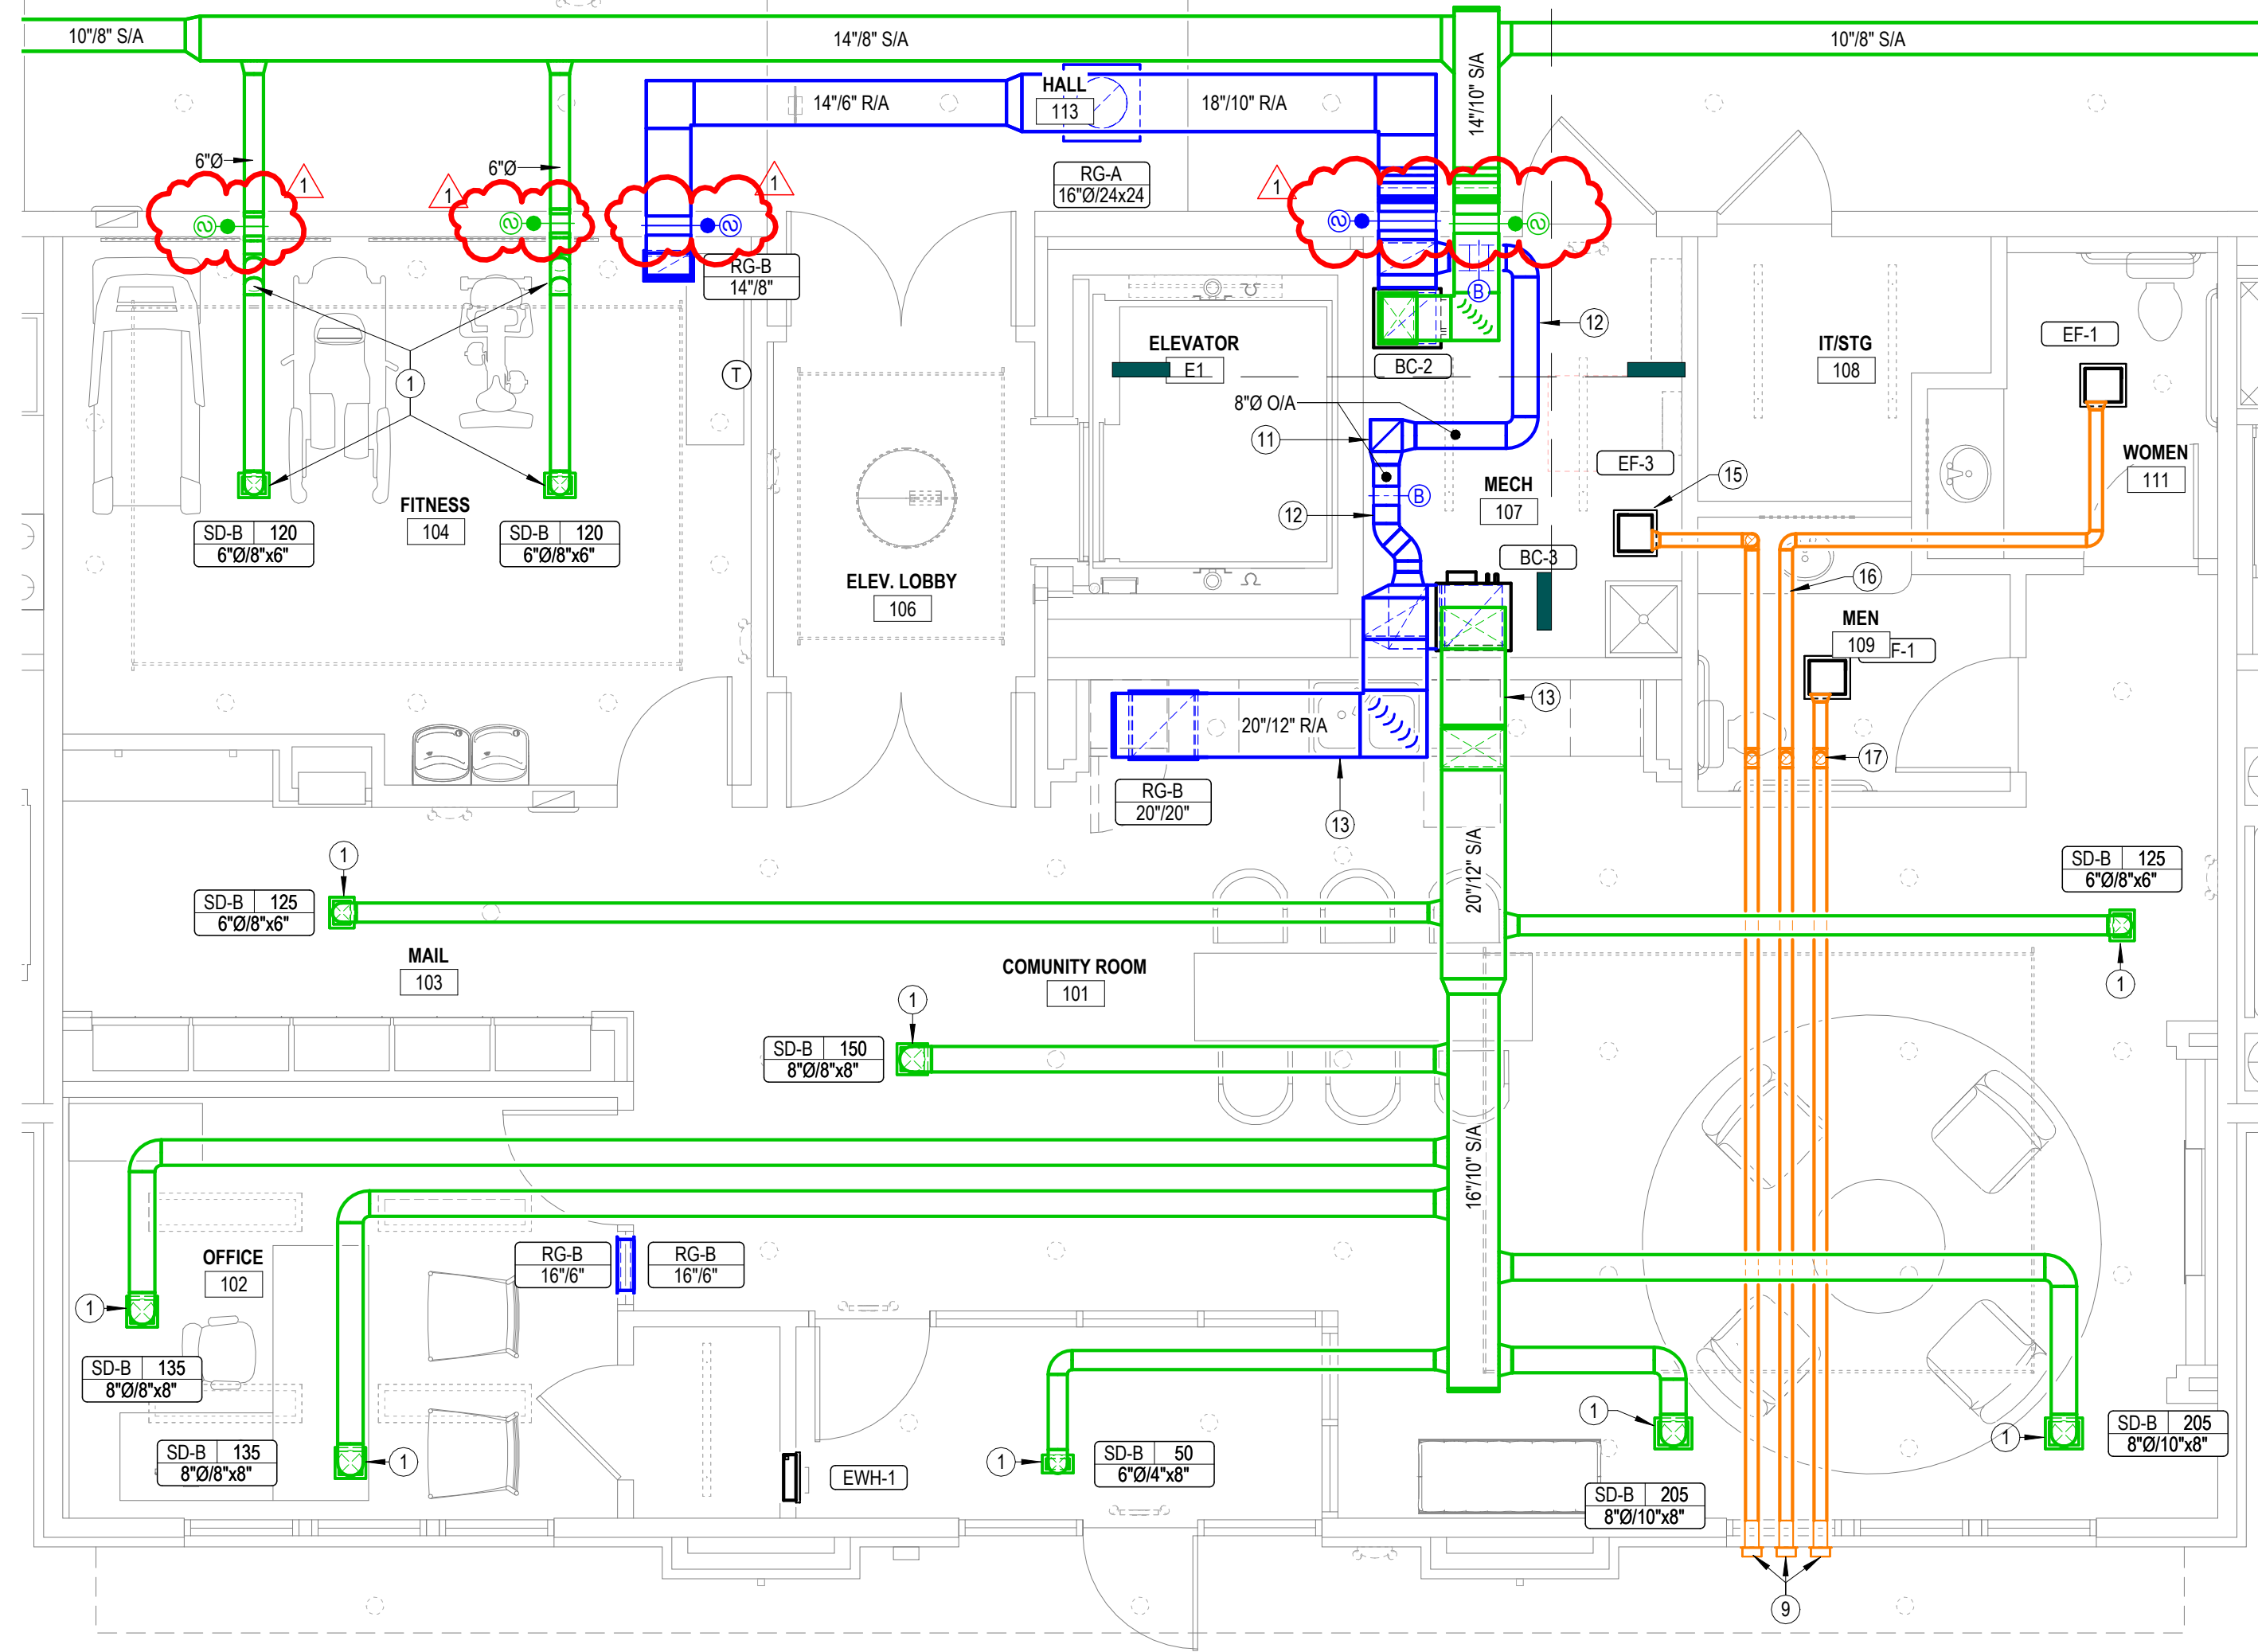 10"/8" S/A
14"/8" S/A
10"/8" S/A
14"/10" S/A
HALL
113
14"/6" R/A
18"/10" R/A
6"Ø
6"Ø
1
1
1
1
RG-A
16"Ø/24x24
S
S
S
S
S
RG-B
14"/8"
B
12
EF-1
ELEVATOR
E1
BC-2
IT/STG
108
T
1
8"Ø O/A
11
EF-3
15
WOMEN
111
MECH
107
B
12
FITNESS
104
SD-B 120
6"Ø/8"x6"
SD-B 120
6"Ø/8"x6"
BC-3
ELEV. LOBBY
106
16
MEN
109
F-1
13
20"/12" R/A
17
RG-B
20"/20"
13
20"/12" S/A
1
SD-B 125
6"Ø/8"x6"
SD-B 125
6"Ø/8"x6"
MAIL
103
COMUNITY ROOM
101
1
1
SD-B 150
8"Ø/8"x8"
16"/10" S/A
OFFICE
102
RG-B
16"/6"
RG-B
16"/6"
1
SD-B 135
8"Ø/8"x8"
SD-B 135
8"Ø/8"x8"
1
EWH-1
1
SD-B 50
6"Ø/4"x8"
1
SD-B 205
8"Ø/10"x8"
1
SD-B 205
8"Ø/10"x8"
9